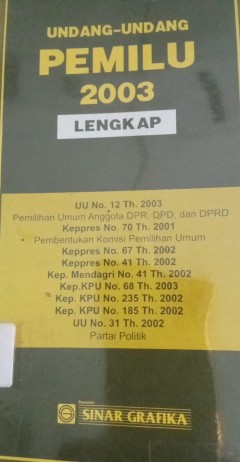 UNDANG-UNDANG
PEMILU
2003
LENGKAP
UU No. 12 Th. 2003
Pemilihan Umum Anggota DPR, DPD, dan DPRD
Keppres No. 70 Th. 2001
Pembentukan Komisi Pemilihan Umum
Keppres No. 67 Th. 2002
Keppres No. 41 Th. 2002
Kep. Mendagri No. 41 Th. 2002
Kep.KPU No. 68 Th. 2003
Kep. KPU No. 235 Th. 2002
Kep. KPU No. 185 Th. 2002
UU No. 31 Th. 2002
Partai Politik
Penerbit
SINAR GRAFIKA